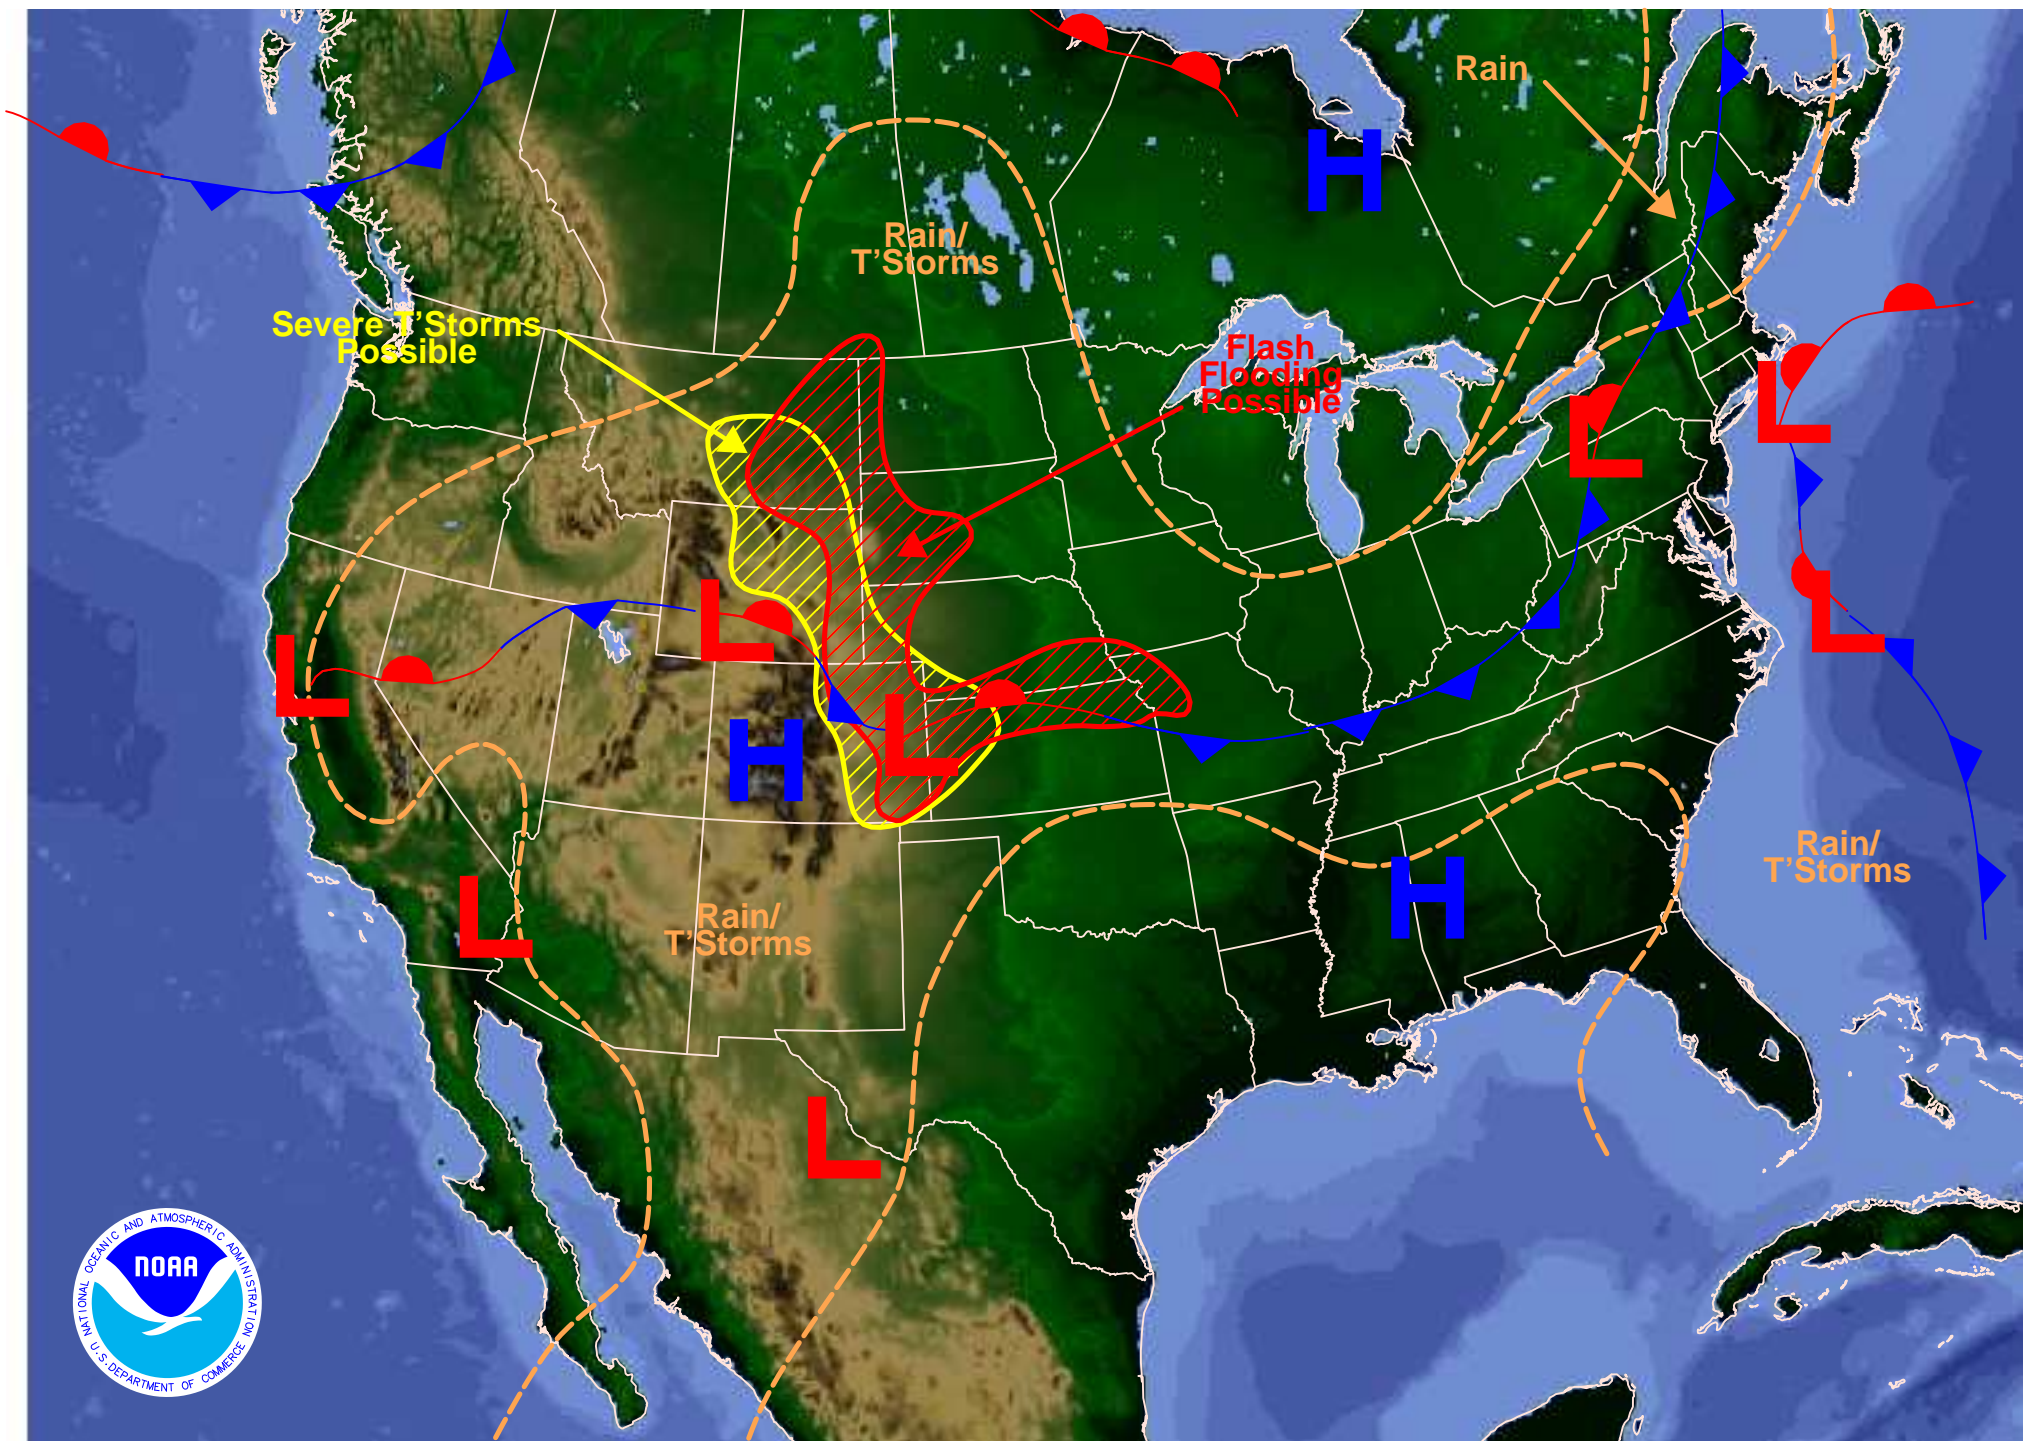 Rain
Rain/
T'Storms
Severe T'Storms
Possible
Flash
Flooding
Possible
H
L
L
L
L
H
L
L
Rain/
T'Storms
H
L
Rain/
T'Storms
L
NATIONAL OCEANIC AND ATMOSPHERIC ADMINISTRATION
NOAA
U.S. DEPARTMENT OF COMMERCE